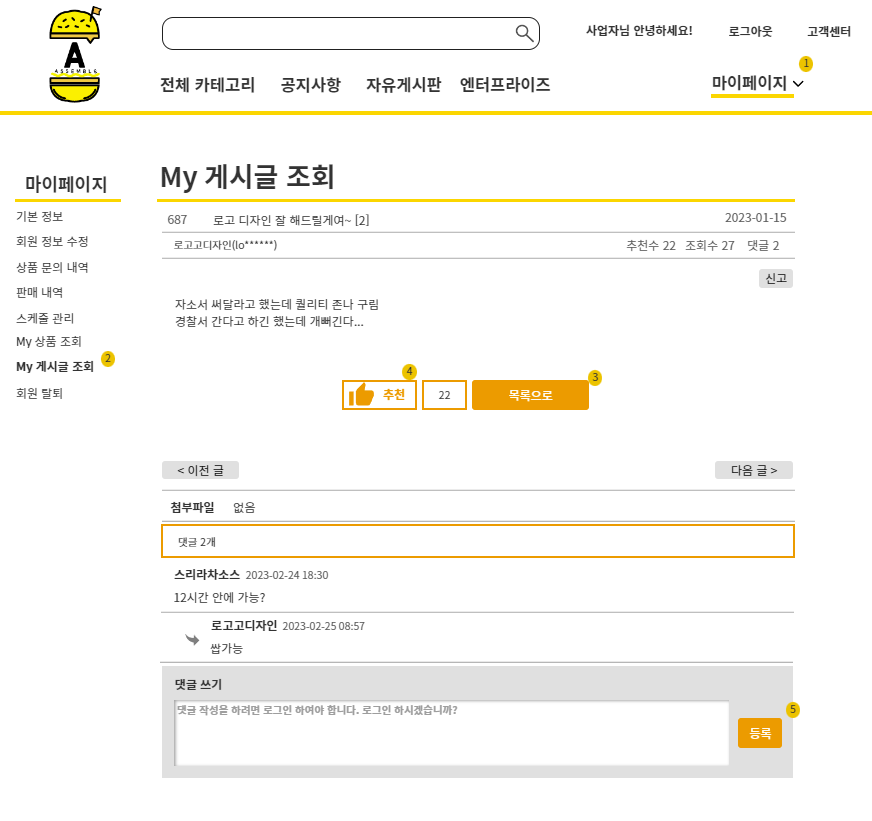 사업자님 안녕하세요!
로그아웃
고객센터
A
ASSEMBLE
전체 카테고리
공지사항
자유게시판
엔터프라이즈
마이페이지
1
마이페이지
기본 정보
회원 정보 수정
상품 문의 내역
판매 내역
스케줄 관리
My 상품 조회
My 게시글 조회
2
회원 탈퇴
My 게시글 조회
687
로고 디자인 잘 해드릴게여~ [2]
2023-01-15
로고고디자인(lo******)
추천수 22
조회수 27
댓글 2
신고
자소서 써달라고 했는데 퀄리티 존나 구림
경찰서 간다고 하긴 했는데 개뻐긴다...
추천
4
22
목록으로
3
< 이전 글
다음 글 >
첨부파일
없음
댓글 2개
스리라차소스 2023-02-24 18:30
12시간 안에 가능?
로고고디자인 2023-02-25 08:57
쌉가능
댓글 쓰기
댓글 작성을 하려면 로그인 하여야 합니다. 로그인 하시겠습니까?
5
등록